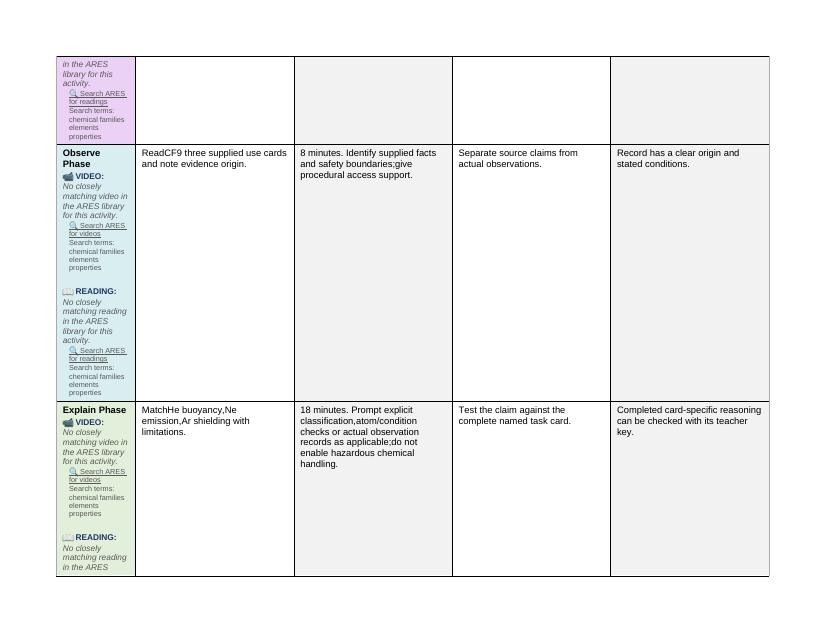 in the ARES
library for this
activity.
🔍 Search ARES
for readings
Search terms:
chemical families
elements
properties
Observe
Phase
📹 VIDEO:
No closely
matching video in
the ARES library
for this activity.
🔍 Search ARES
for videos
Search terms:
chemical families
elements
properties
📖 READING:
No closely
matching reading
in the ARES
library for this
activity.
🔍 Search ARES
for readings
Search terms:
chemical families
elements
properties
ReadCF9 three supplied use cards
and note evidence origin.
8 minutes. Identify supplied facts
and safety boundaries;give
procedural access support.
Separate source claims from
actual observations.
Record has a clear origin and
stated conditions.
Explain Phase
📹 VIDEO:
No closely
matching video in
the ARES library
for this activity.
🔍 Search ARES
for videos
Search terms:
chemical families
elements
properties
📖 READING:
No closely
matching reading
in the ARES
MatchHe buoyancy,Ne
emission,Ar shielding with
limitations.
18 minutes. Prompt explicit
classification,atom/condition
checks or actual observation
records as applicable;do not
enable hazardous chemical
handling.
Test the claim against the
complete named task card.
Completed card-specific reasoning
can be checked with its teacher
key.